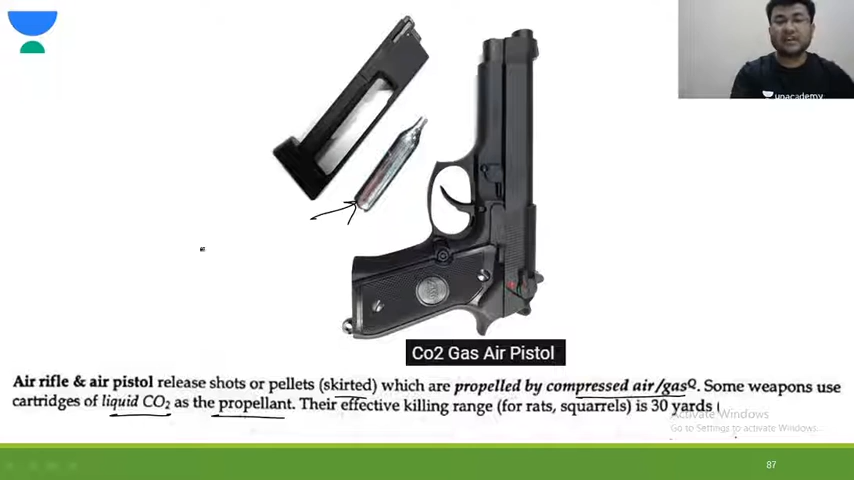 unacademy
Co2 Gas Air Pistol
Air rifle & air pistol release shots or pellets (skirted) which are propelled by compressed air/gasQ. Some weapons use
cartridges of liquid CO2 as the propellant. Their effective killing range (for rats, squarrels) is 30 yards (
Activate Windows
Go to Settings to activate Windows.
87